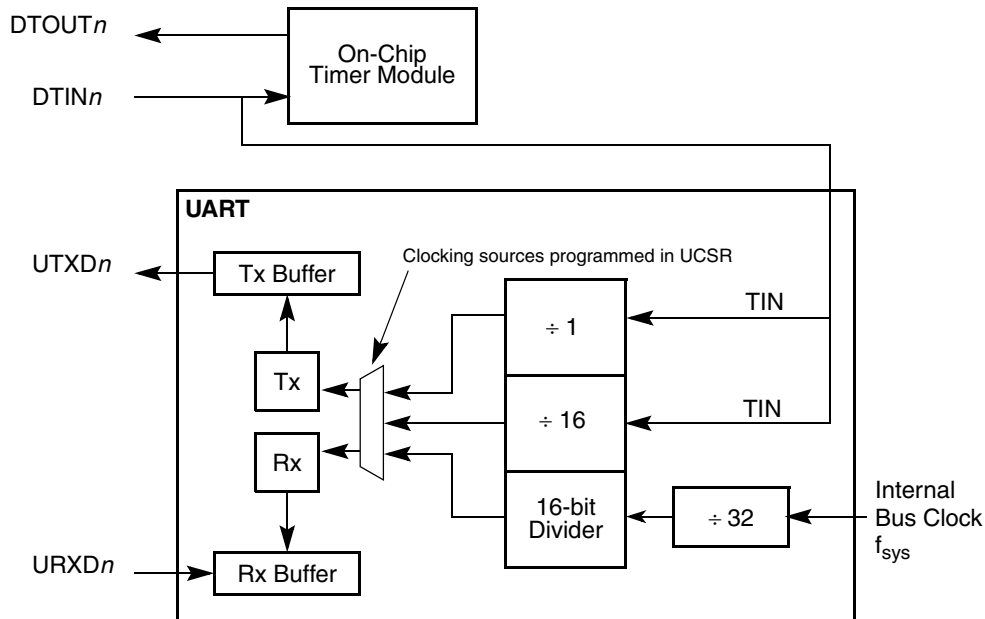 DTOUTn
On-Chip
Timer Module
DTINn
UART
Clocking sources programmed in UCSR
UTXDn
Tx Buffer
÷ 1
TIN
Tx
÷ 16
TIN
Rx
16-bit
Divider
÷ 32
Internal
Bus Clock
fsys
URXDn
Rx Buffer